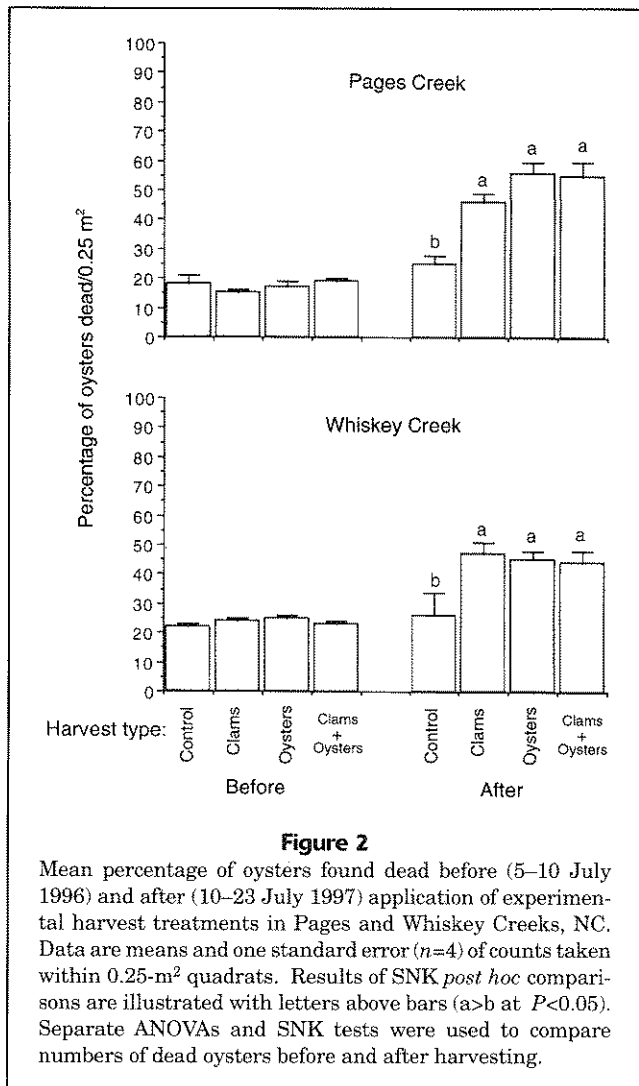 Percentage of oysters dead/0.25 m²
100
90
80
70
60
50
40
30
20
10
0
Pages Creek
b
a
a
a
100
90
80
70
60
50
40
30
20
10
0
Whiskey Creek
b
a
a
a
Harvest type:
Control
Clams
Oysters
Clams
+
Oysters
Control
Clams
Oysters
Clams
+
Oysters
Before
After
Figure 2
Mean percentage of oysters found dead before (5–10 July
1996) and after (10–23 July 1997) application of experimen-
tal harvest treatments in Pages and Whiskey Creeks, NC.
Data are means and one standard error (n=4) of counts taken
within 0.25-m² quadrats. Results of SNK post hoc compari-
sons are illustrated with letters above bars (a>b at P<0.05).
Separate ANOVAs and SNK tests were used to compare
numbers of dead oysters before and after harvesting.